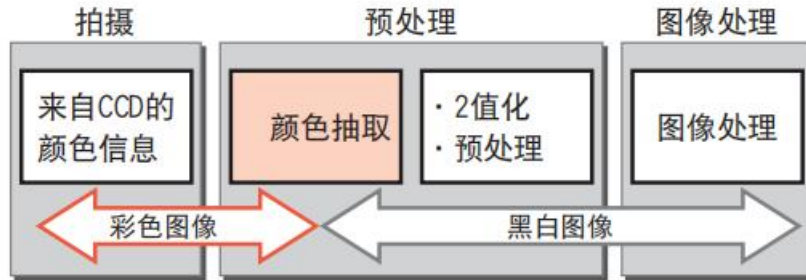 拍摄
预处理
图像处理
来自CCD的
颜色信息
颜色抽取
·2值化
·预处理
图像处理
彩色图像
黑白图像